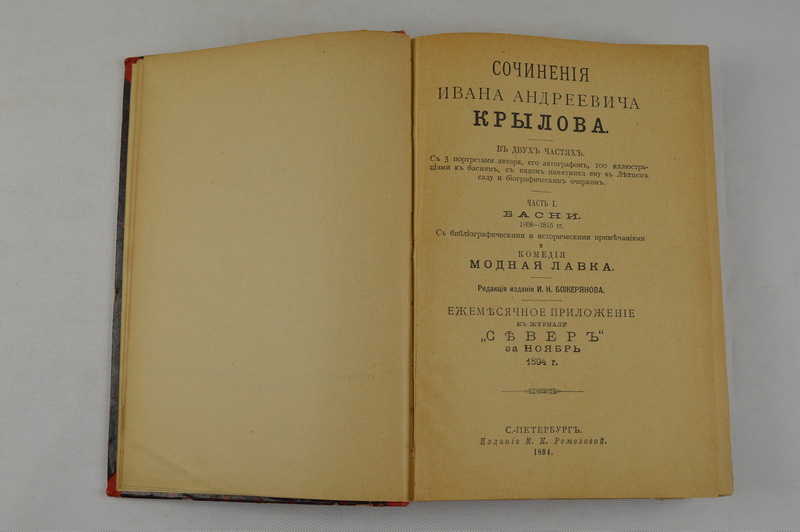 СОЧИНЕНІЯ
ИВАНА АНДРЕЕВИЧА
КРЫЛОВА.
ВЪ ДВУХЪ ЧАСТЯХЪ.
Съ 3 портретами автора, его автографомъ, 100 иллюстра-
ціями къ баснямъ, съ видомъ памятника ему въ Лѣтнемъ
саду и біографическимъ очеркомъ.
ЧАСТЬ I.
БАСНИ.
1808—1815 гг.
Съ библіографическими и историческими примѣчаніями
и
КОМЕДІЯ
МОДНАЯ ЛАВКА.
Редакція изданія И. Н. БОЖЕРЯНОВА.
ЕЖЕМѢСЯЧНОЕ ПРИЛОЖЕНІЕ
КЪ ЖУРНАЛУ
„СѢВЕРЪ“
за НОЯБРЬ
1894 г.
С.-ПЕТЕРБУРГЪ.
Изданіе Е. К. Ремезовой.
1894.